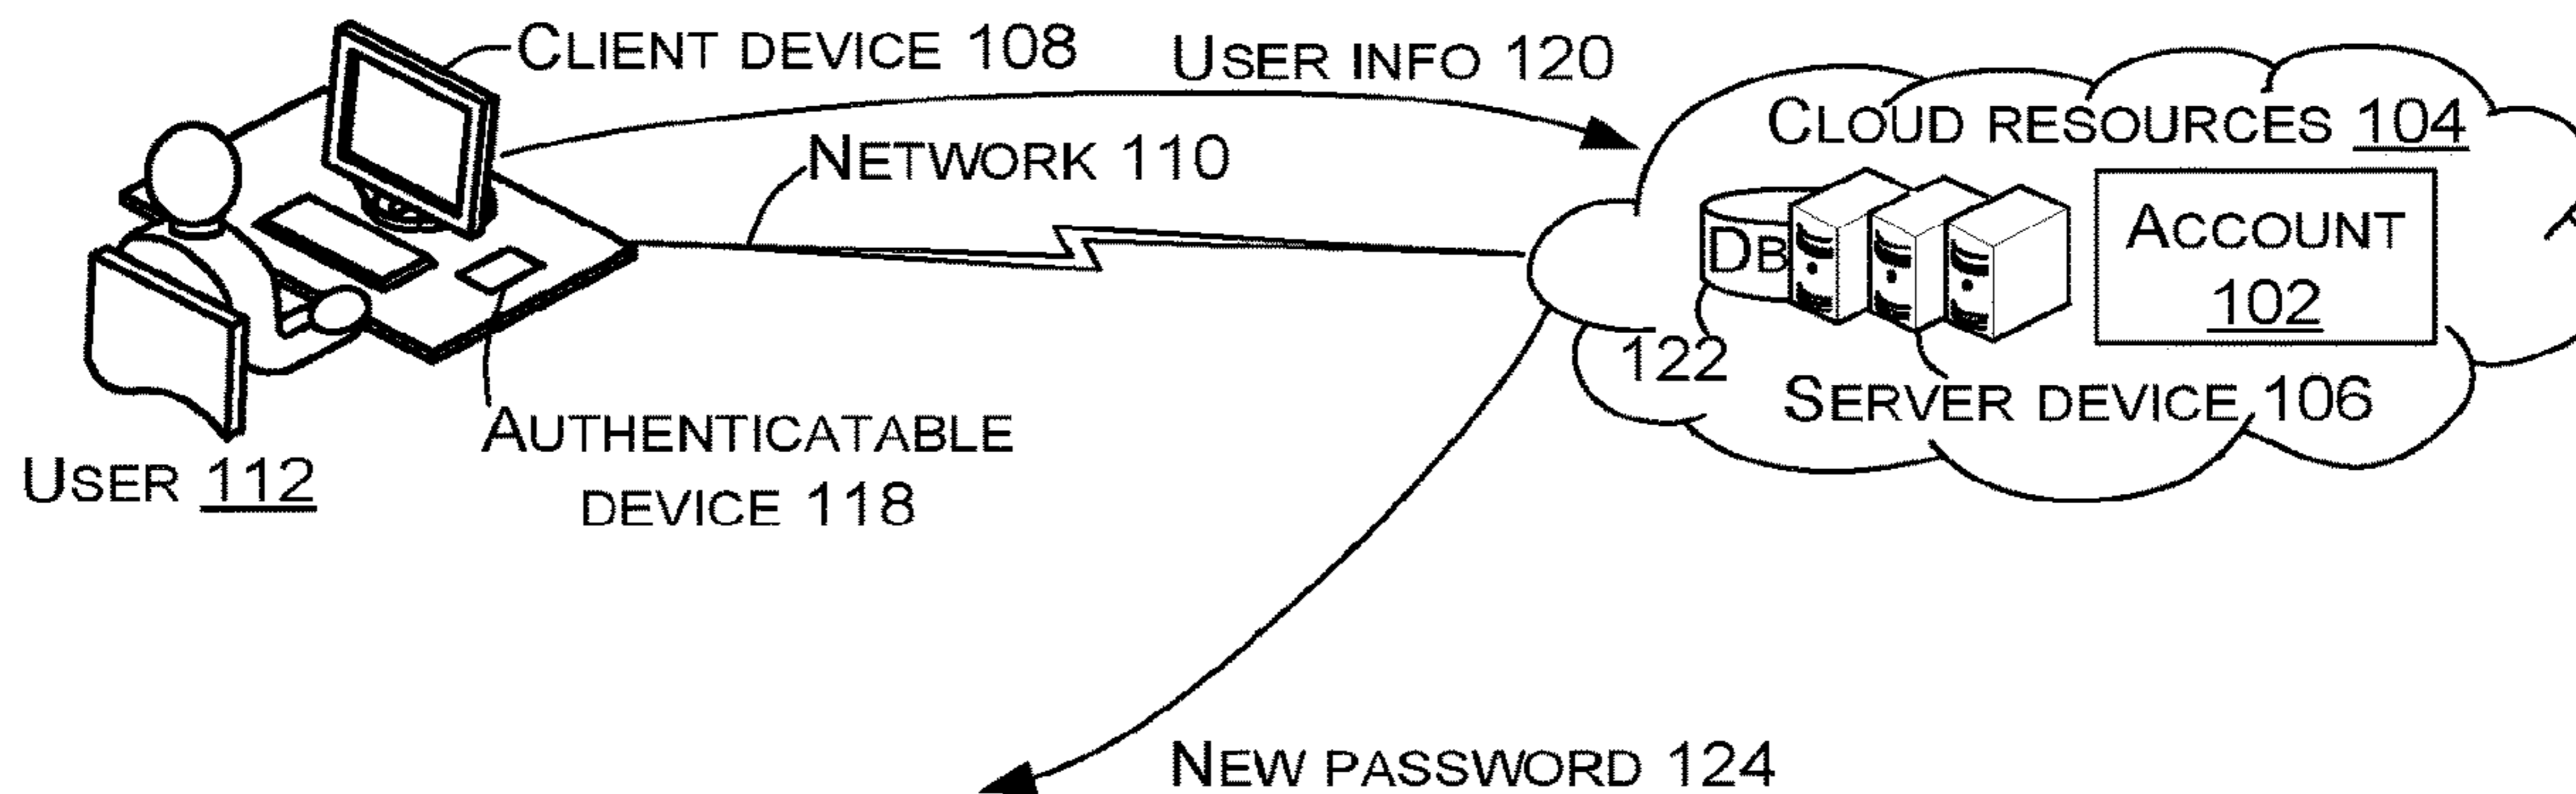 CLIENT DEVICE 108
USER INFO 120
CLOUD RESOURCES 104
NETWORK 110
DB
ACCOUNT
102
122
SERVER DEVICE 106
AUTHENTICATABLE
DEVICE 118
USER 112
NEW PASSWORD 124